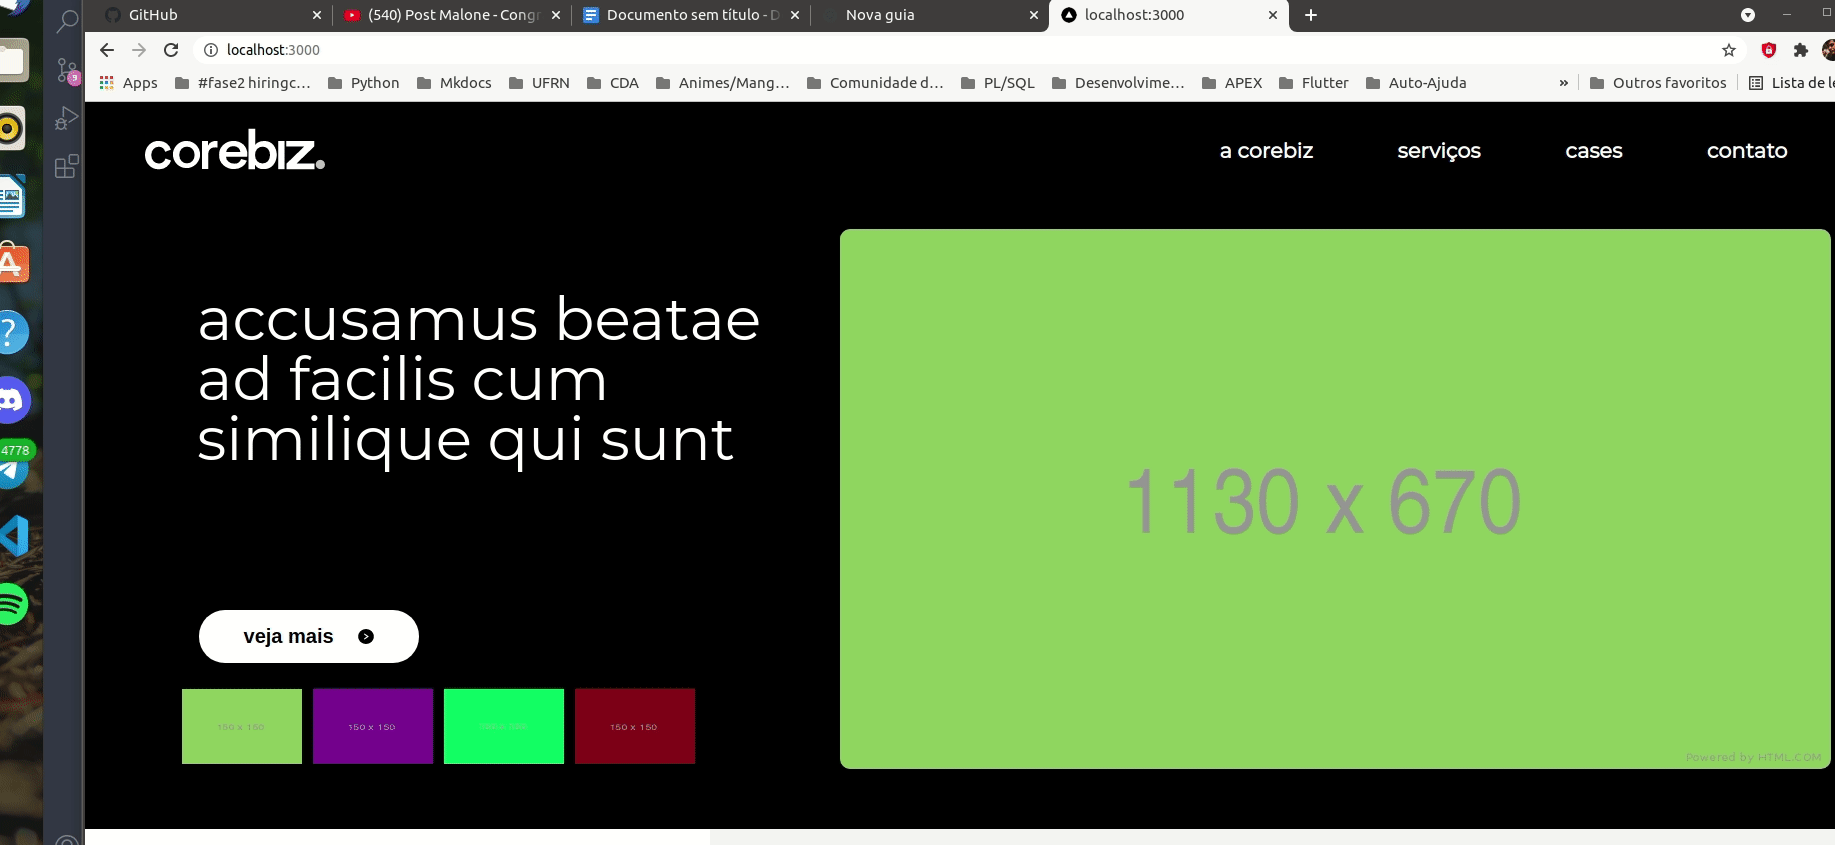 GitHub
(540) Post Malone - Congr
Documento sem título - D
Nova guia
localhost:3000
localhost:3000
Apps
#fase2 hiringc...
Python
Mkdocs
UFRN
CDA
Animes/Mang...
Comunidade d...
PL/SQL
Desenvolvime...
APEX
Flutter
Auto-Ajuda
»
Outros favoritos
Lista de le
9
corebiz.
a corebiz
serviços
cases
contato
accusamus beatae
ad facilis cum
similique qui sunt
1130 x 670
4778
veja mais
150 x 150
150 x 150
150 x 150
Powered by HTML.COM